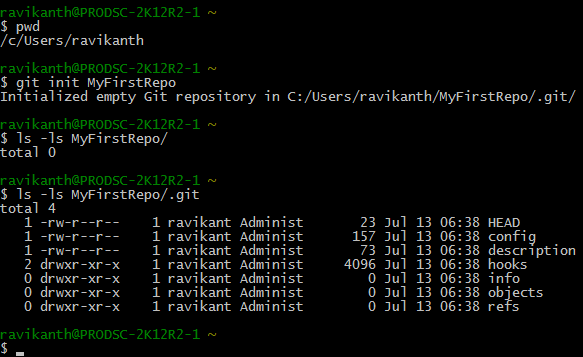 ravikanth@PRODSC-2K12R2-1 ~
$ pwd
/c/Users/ravikanth
ravikanth@PRODSC-2K12R2-1 ~
$ git init MyFirstRepo
Initialized empty Git repository in C:/Users/ravikanth/MyFirstRepo/.git/
ravikanth@PRODSC-2K12R2-1 ~
$ ls -ls MyFirstRepo/
total 0
ravikanth@PRODSC-2K12R2-1 ~
$ ls -ls MyFirstRepo/.git
total 4
   1 -rw-r--r--    1 ravikant Administ       23 Jul 13 06:38 HEAD
   1 -rw-r--r--    1 ravikant Administ      157 Jul 13 06:38 config
   1 -rw-r--r--    1 ravikant Administ       73 Jul 13 06:38 description
   2 drwxr-xr-x    1 ravikant Administ     4096 Jul 13 06:38 hooks
   0 drwxr-xr-x    1 ravikant Administ        0 Jul 13 06:38 info
   0 drwxr-xr-x    1 ravikant Administ        0 Jul 13 06:38 objects
   0 drwxr-xr-x    1 ravikant Administ        0 Jul 13 06:38 refs
ravikanth@PRODSC-2K12R2-1 ~
$